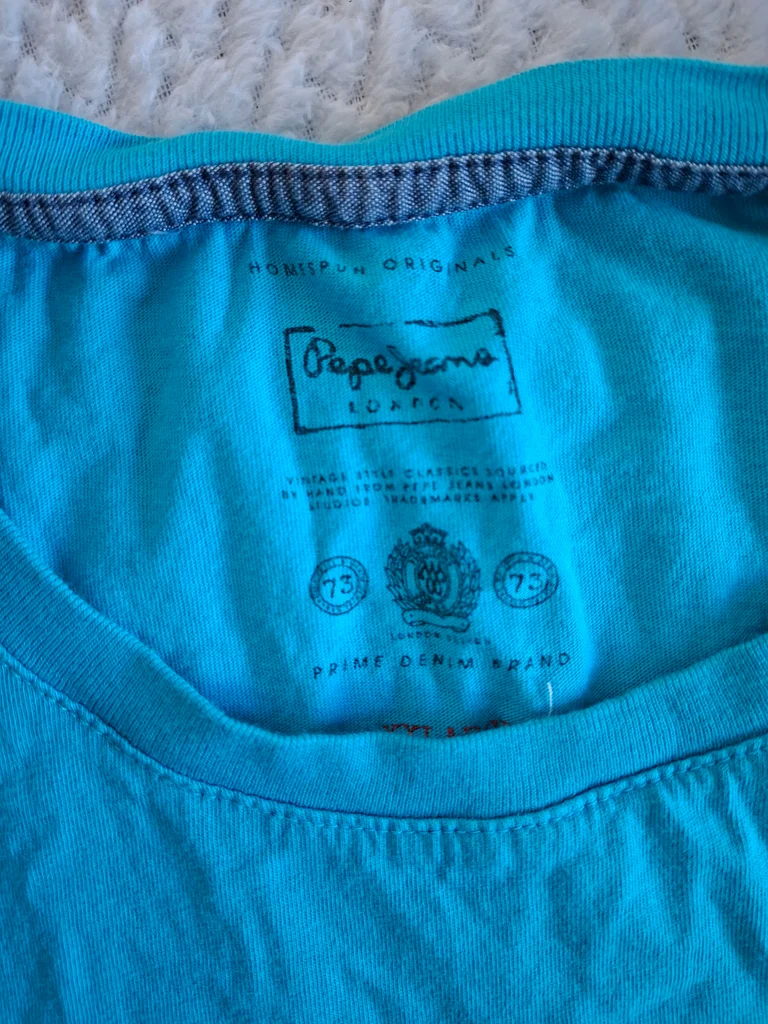 HOMESPUN ORIGINALS
Pepe Jeans
LONDON
VINTAGE STYLE CLASSICS SOURCED
BY HAND FROM PEPE JEANS LONDON
STUDIOS TRADEMARKS APPLY
73 73
LONDON
PRIME DENIM BRAND
XXL